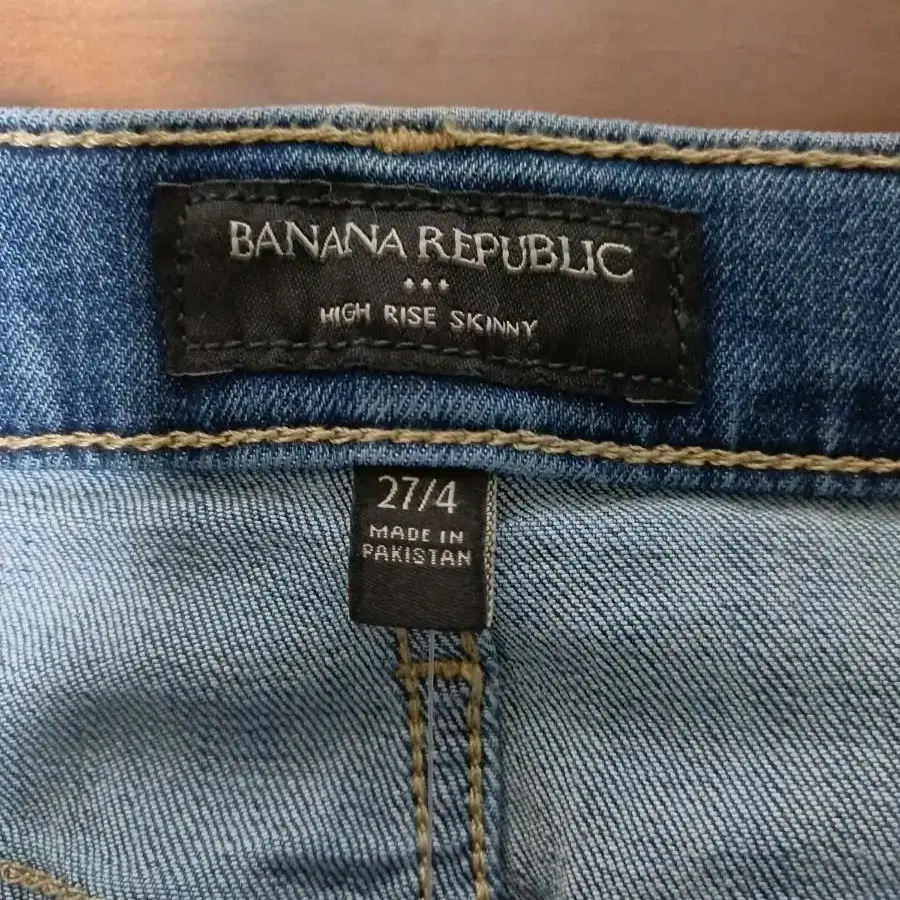 BANANA REPUBLIC
HIGH RISE SKINNY
27/4
MADE IN
PAKISTAN